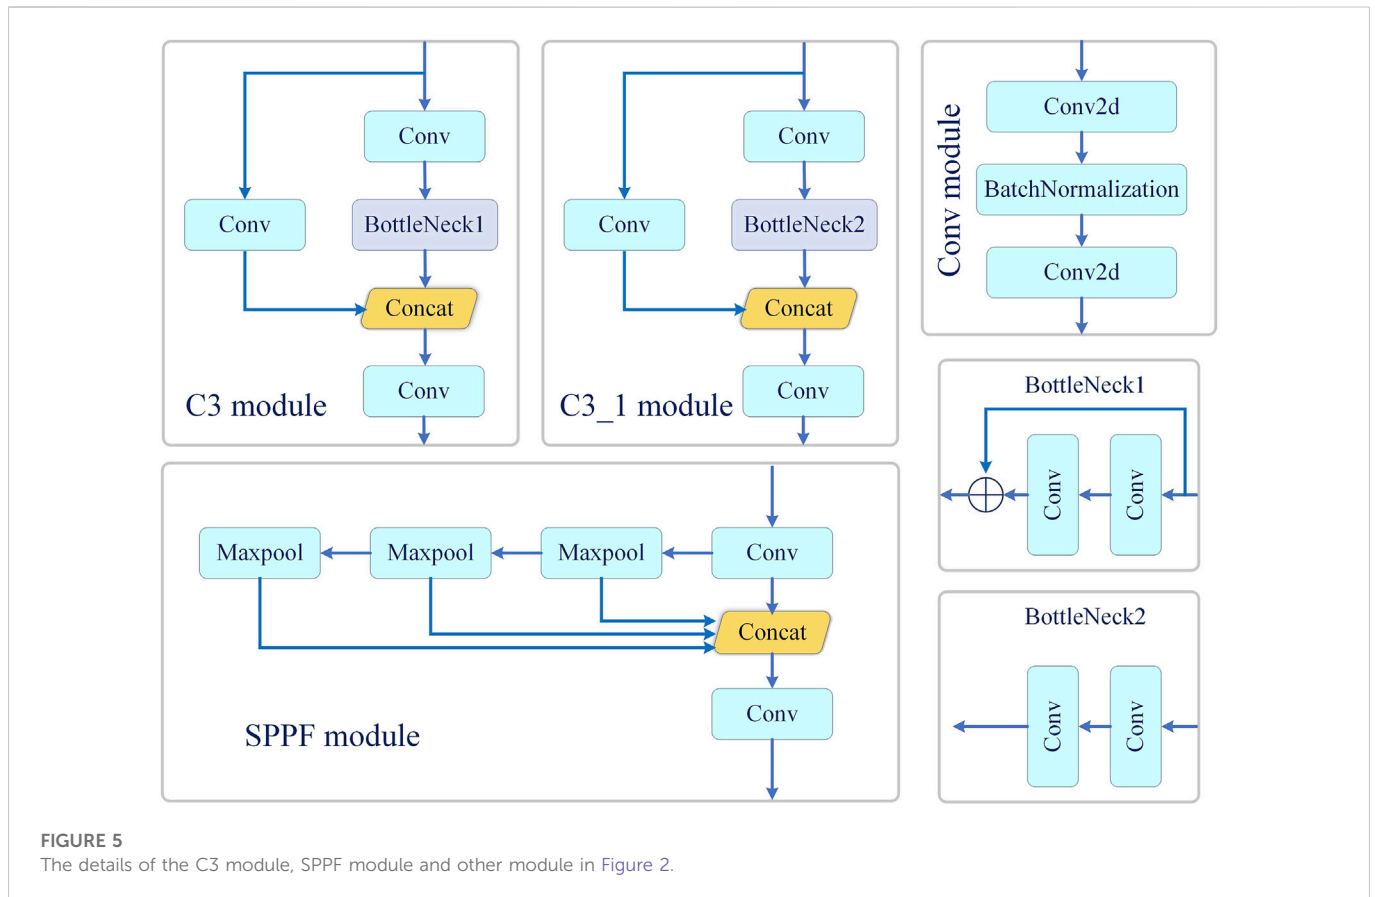 Conv
Conv
BottleNeck1
Concat
Conv
C3 module
Conv
Conv
BottleNeck2
Concat
Conv
C3_1 module
Conv module
Conv2d
BatchNormalization
Conv2d
BottleNeck1
Conv
Conv
Maxpool
Maxpool
Maxpool
Conv
Concat
Conv
SPPF module
BottleNeck2
Conv
Conv
FIGURE 5
The details of the C3 module, SPPF module and other module in Figure 2.